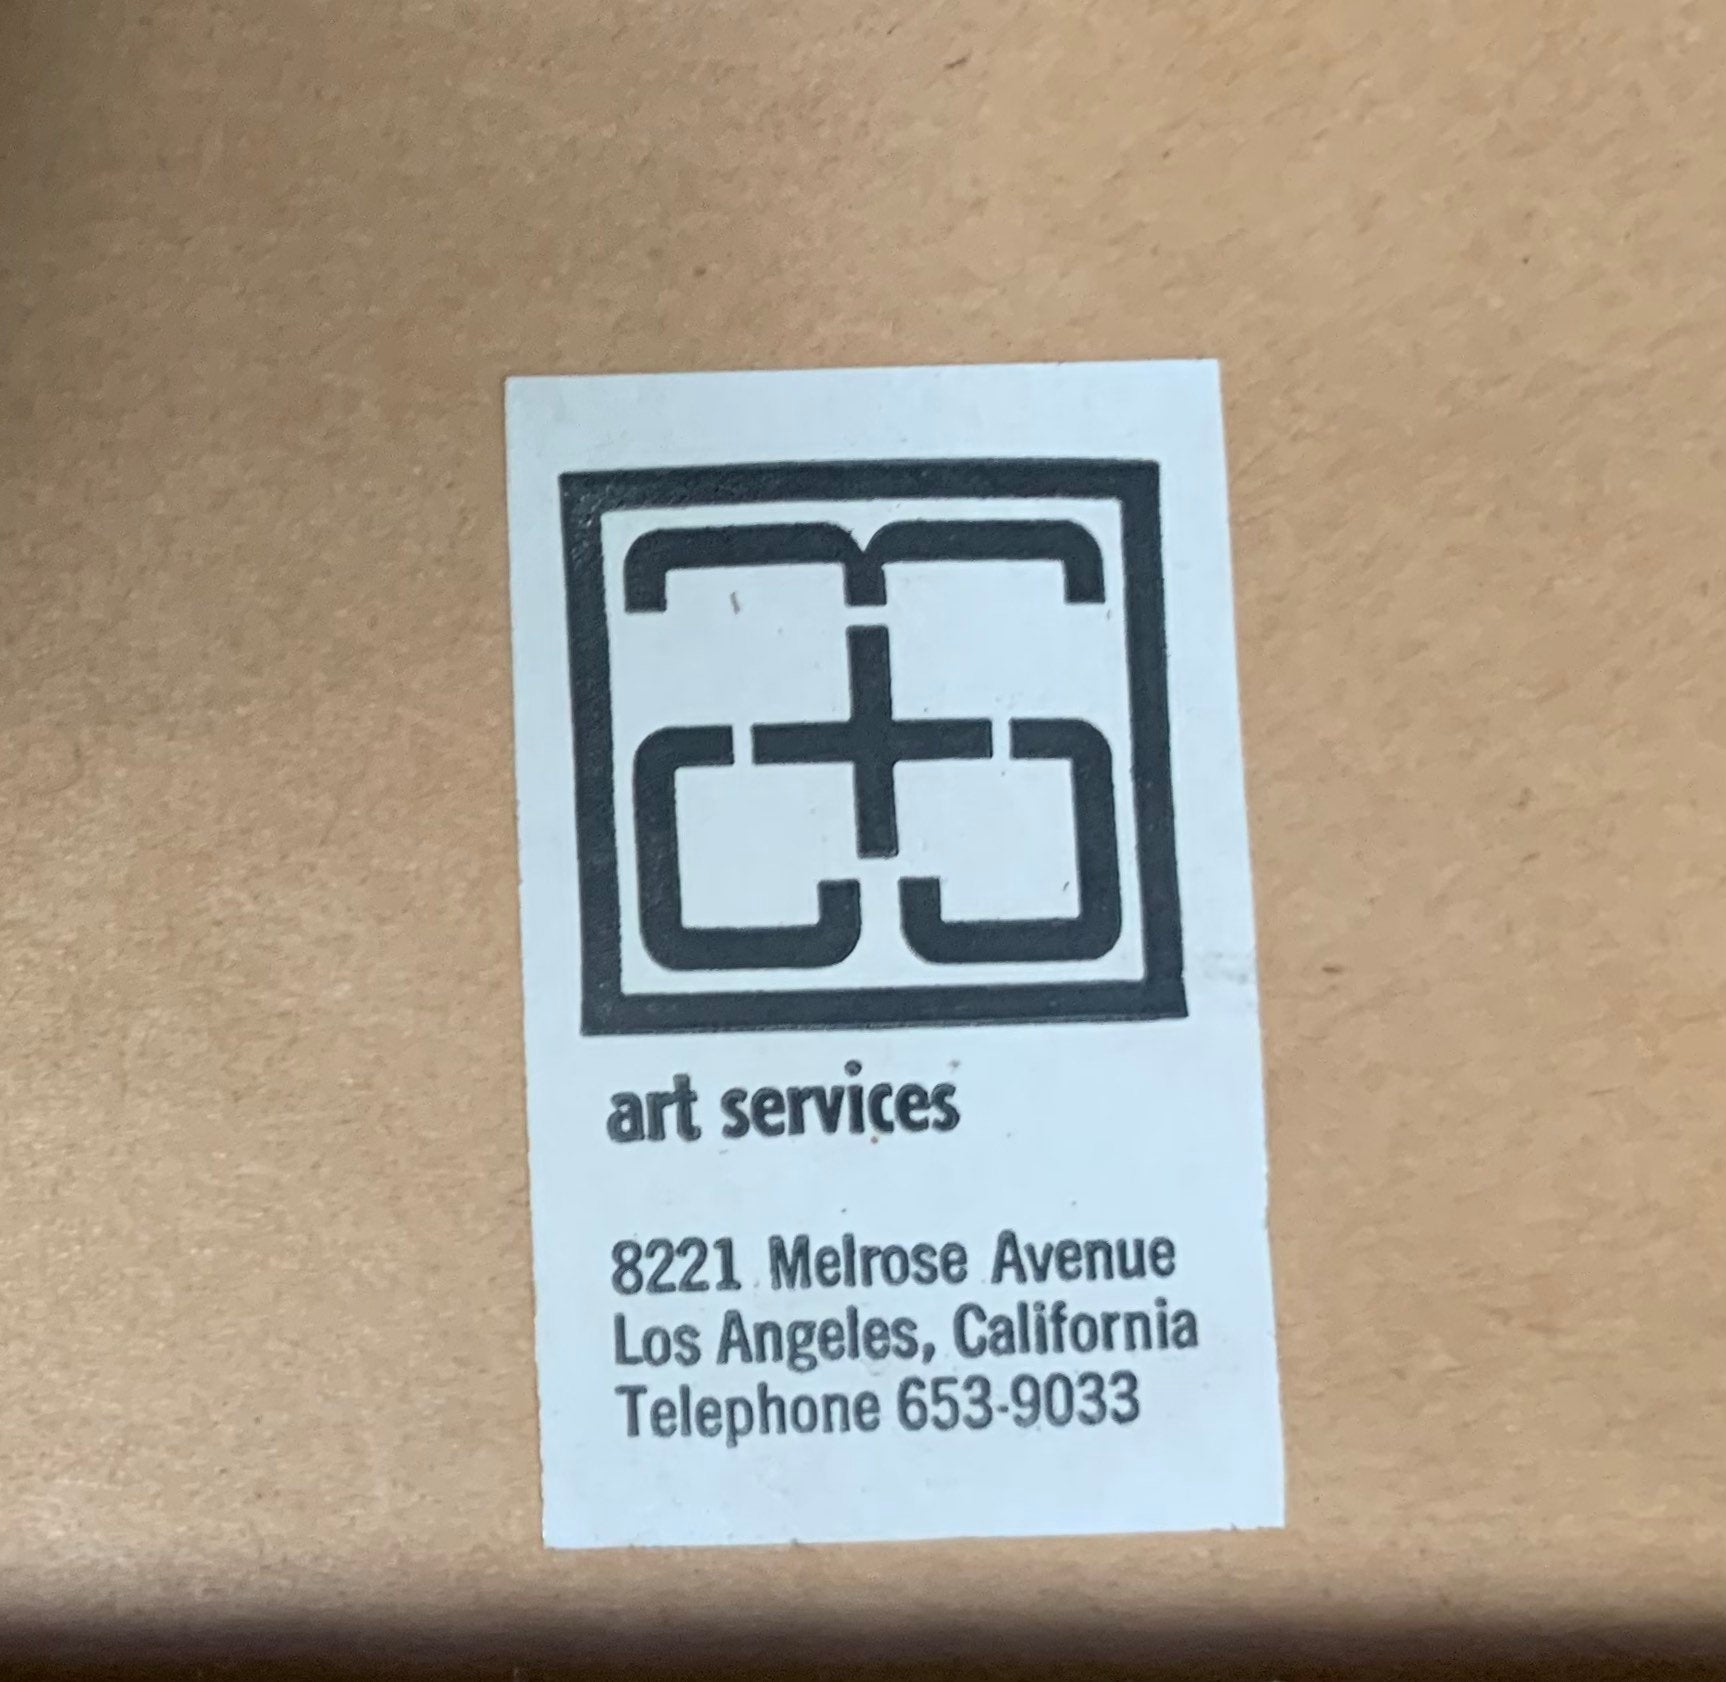 art services
8221 Melrose Avenue
Los Angeles, California
Telephone 653-9033